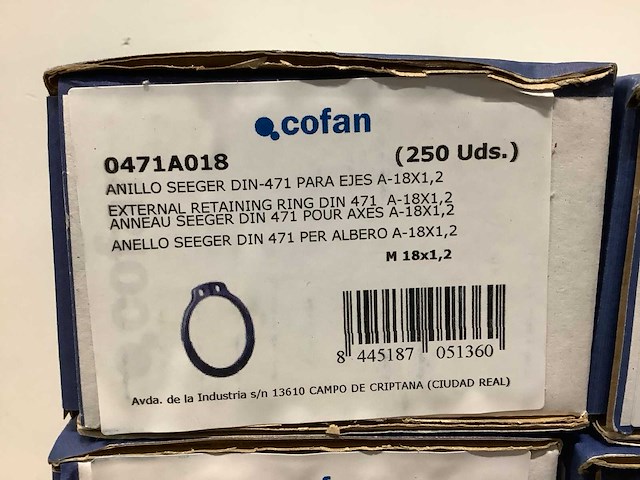 cofan
0471A018 (250 Uds.)
ANILLO SEEGER DIN-471 PARA EJES A-18X1,2
EXTERNAL RETAINING RING DIN 471 A-18X1,2
ANNEAU SEEGER DIN 471 POUR AXES A-18X1,2
ANELLO SEEGER DIN 471 PER ALBERO A-18X1,2
M 18x1,2
8 445187 051360
Avda. de la Industria s/n 13610 CAMPO DE CRIPTANA (CIUDAD REAL)
cofan